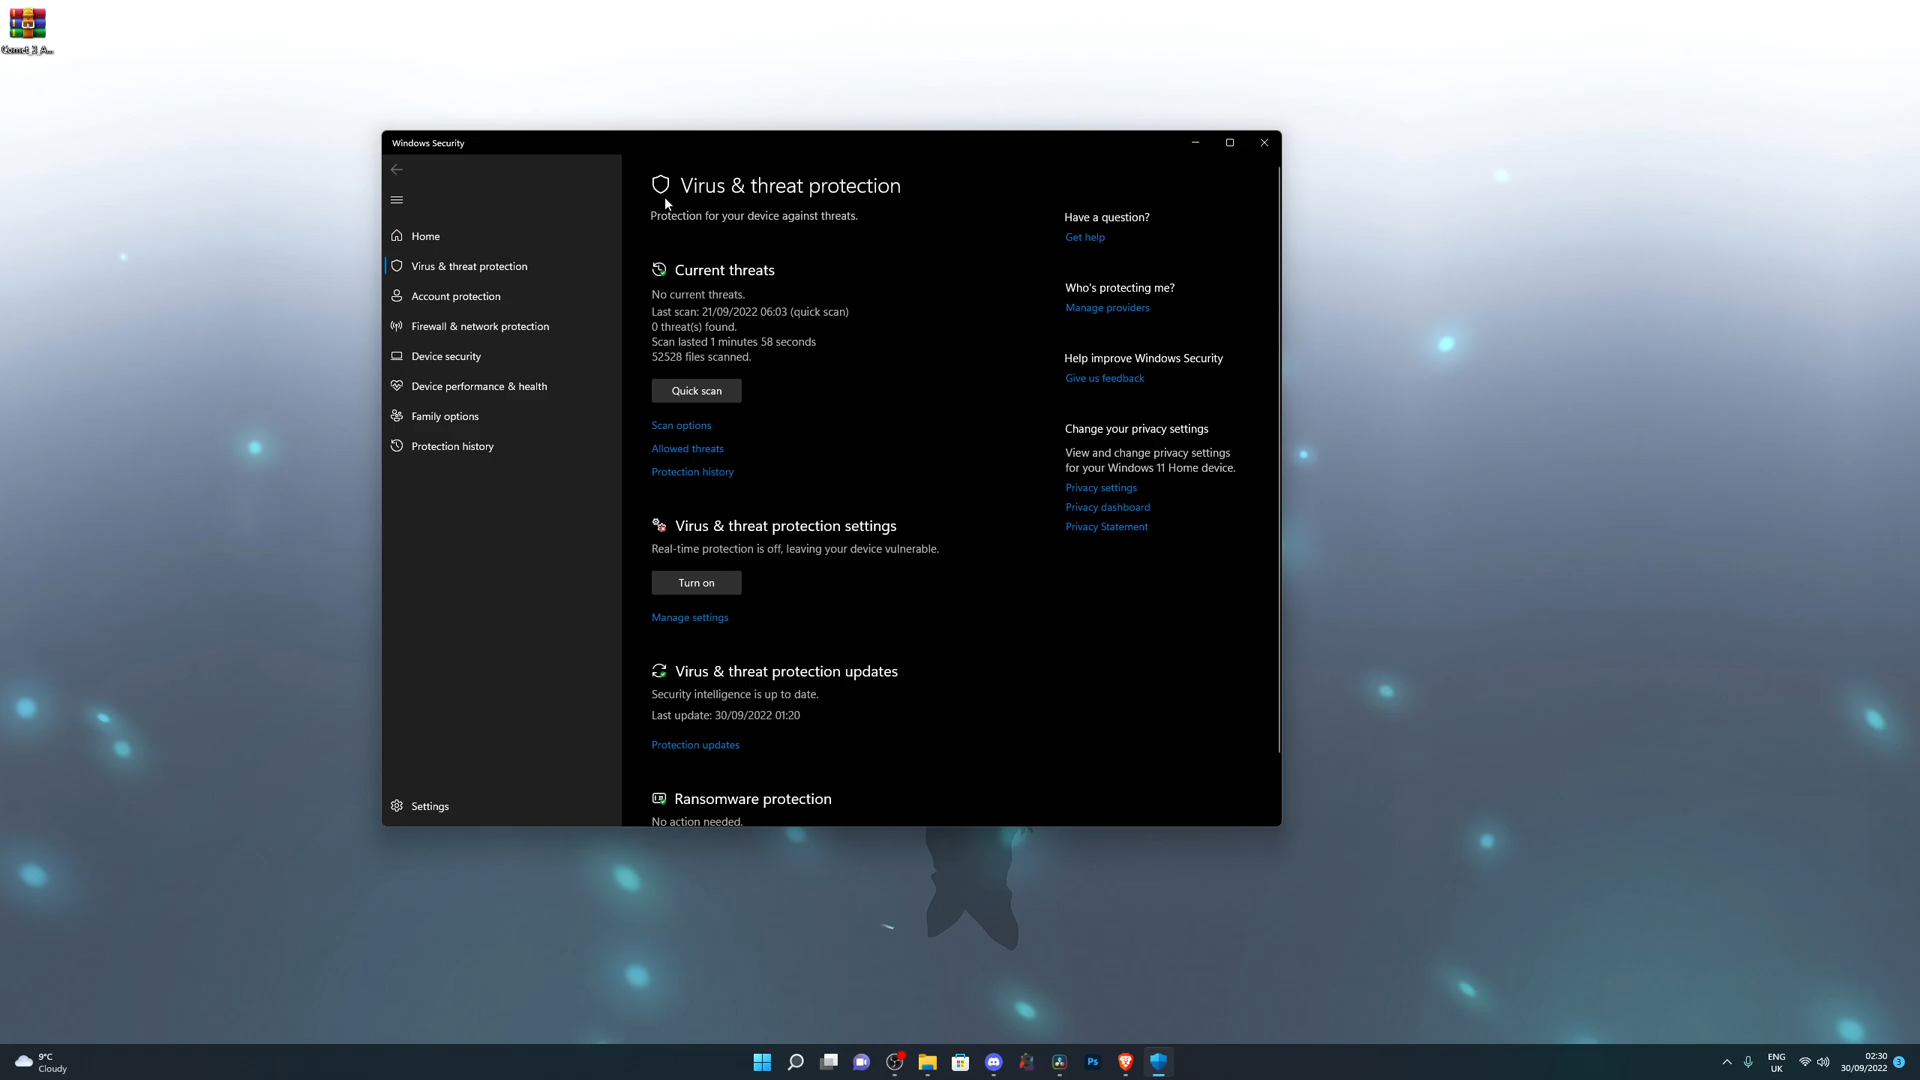 Windows Security
Home
Virus & threat protection
Account protection
Firewall & network protection
Device security
Device performance & health
Family options
Protection history
Settings
Virus & threat protection
Protection for your device against threats.
Current threats
No current threats.
Last scan: 21/09/2022 06:03 (quick scan)
0 threat(s) found.
Scan lasted 1 minutes 58 seconds
52528 files scanned.
Quick scan
Scan options
Allowed threats
Protection history
Virus & threat protection settings
Real-time protection is off, leaving your device vulnerable.
Turn on
Manage settings
Virus & threat protection updates
Security intelligence is up to date.
Last update: 30/09/2022 01:20
Protection updates
Ransomware protection
No action needed.
Have a question?
Get help
Who's protecting me?
Manage providers
Help improve Windows Security
Give us feedback
Change your privacy settings
View and change privacy settings
for your Windows 11 Home device.
Privacy settings
Privacy dashboard
Privacy Statement
9°C
Cloudy
Ps
ENG
UK
02:30
30/09/2022
3